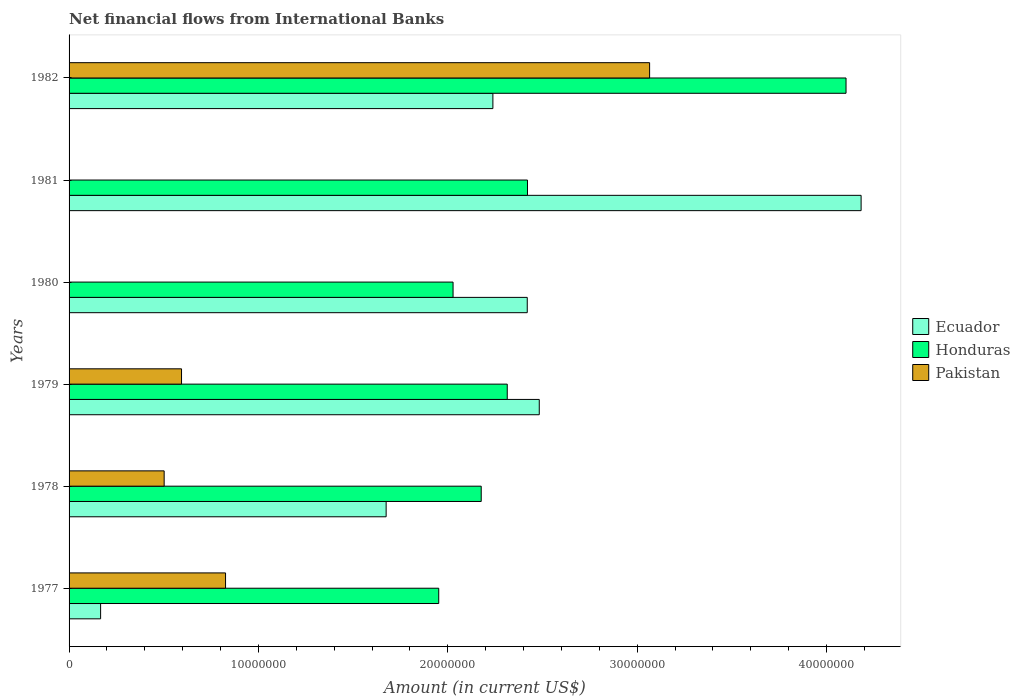 Net financial flows from International Banks
1982
1981
1980
1979
1978
1977
Years
0
10000000
20000000
30000000
40000000
Amount (in current US$)
Ecuador
Honduras
Pakistan